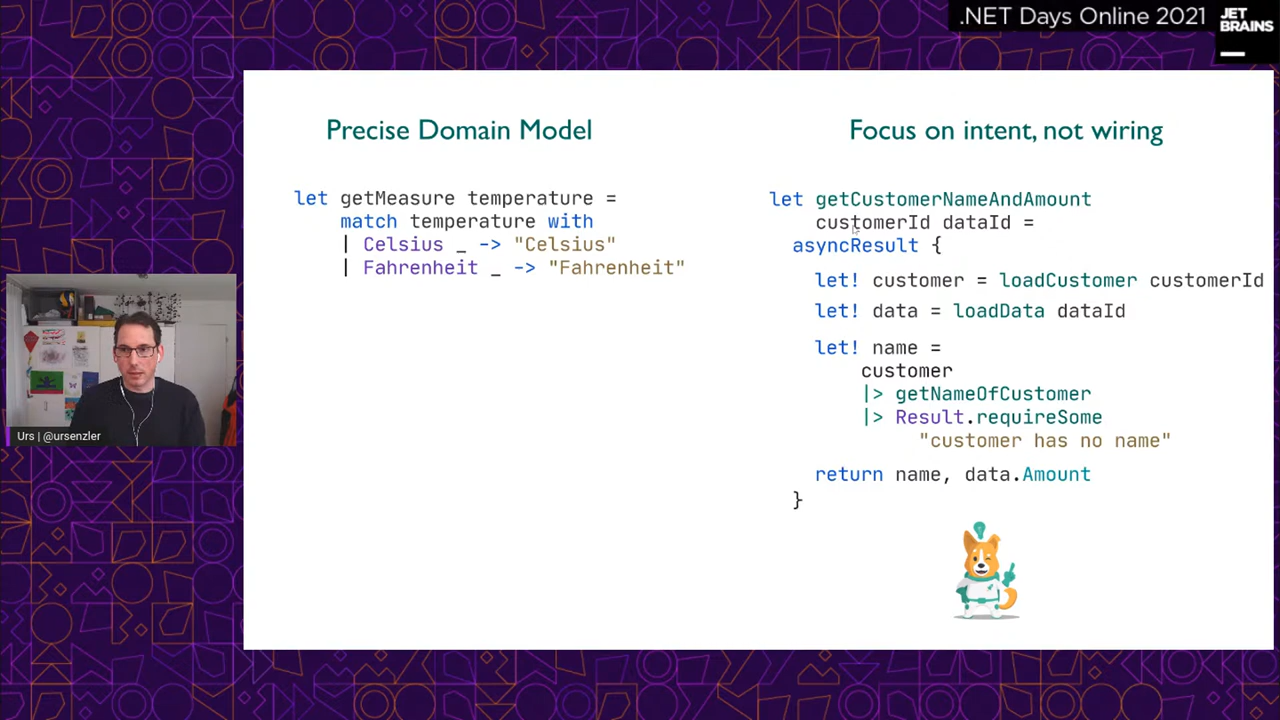 .NET Days Online 2021
JET
BRAINS
Precise Domain Model
let getMeasure temperature =
match temperature with
| Celsius _ -> "Celsius"
| Fahrenheit _ -> "Fahrenheit"
Focus on intent, not wiring
let getCustomerNameAndAmount
customerId dataId =
asyncResult {
let! customer = loadCustomer customerId
let! data = loadData dataId
let! name =
customer
|> getNameOfCustomer
|> Result.requireSome
"customer has no name"
return name, data.Amount
}
Urs | @ursenzler